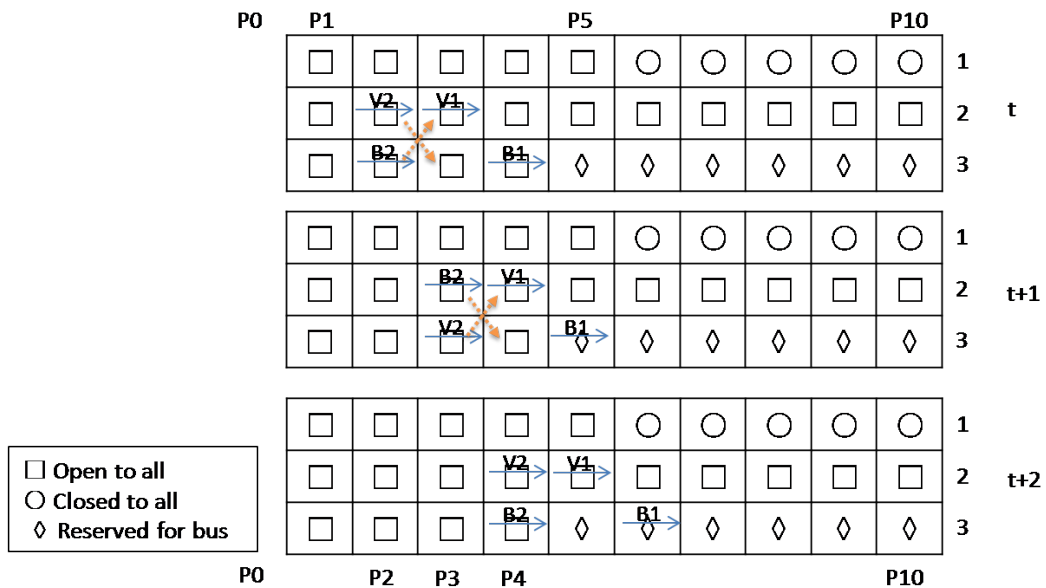 P0 P1 P5 P10
1
V2 V1 2 t
B2 B1 3
1
B2 V1 2 t+1
V2 B1 3
1
V2 V1 2 t+2
B2 B1 3
Open to all
Closed to all
Reserved for bus
P0 P2 P3 P4 P10